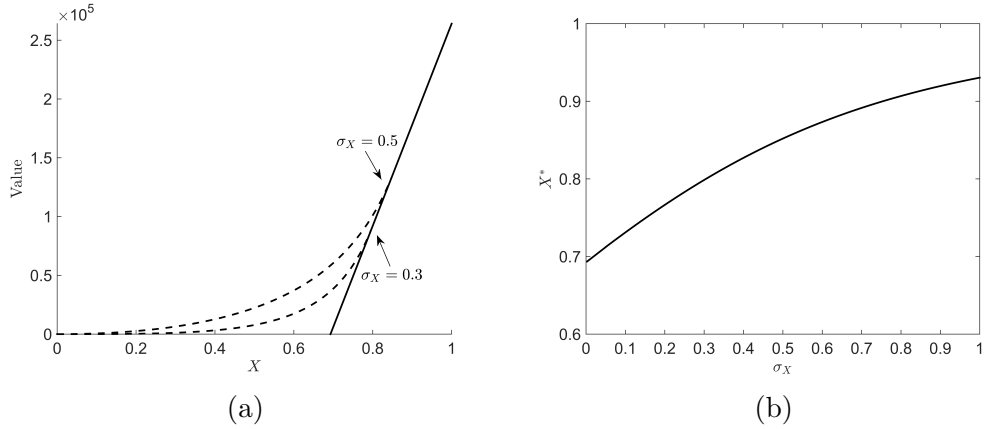 ×10⁵
2.5
2
1.5
1
0.5
0
Value
σ_X = 0.5
σ_X = 0.3
0 0.2 0.4 0.6 0.8 1
X
(a)
1
0.9
0.8
0.7
0.6
X*
0 0.1 0.2 0.3 0.4 0.5 0.6 0.7 0.8 0.9 1
σ_X
(b)